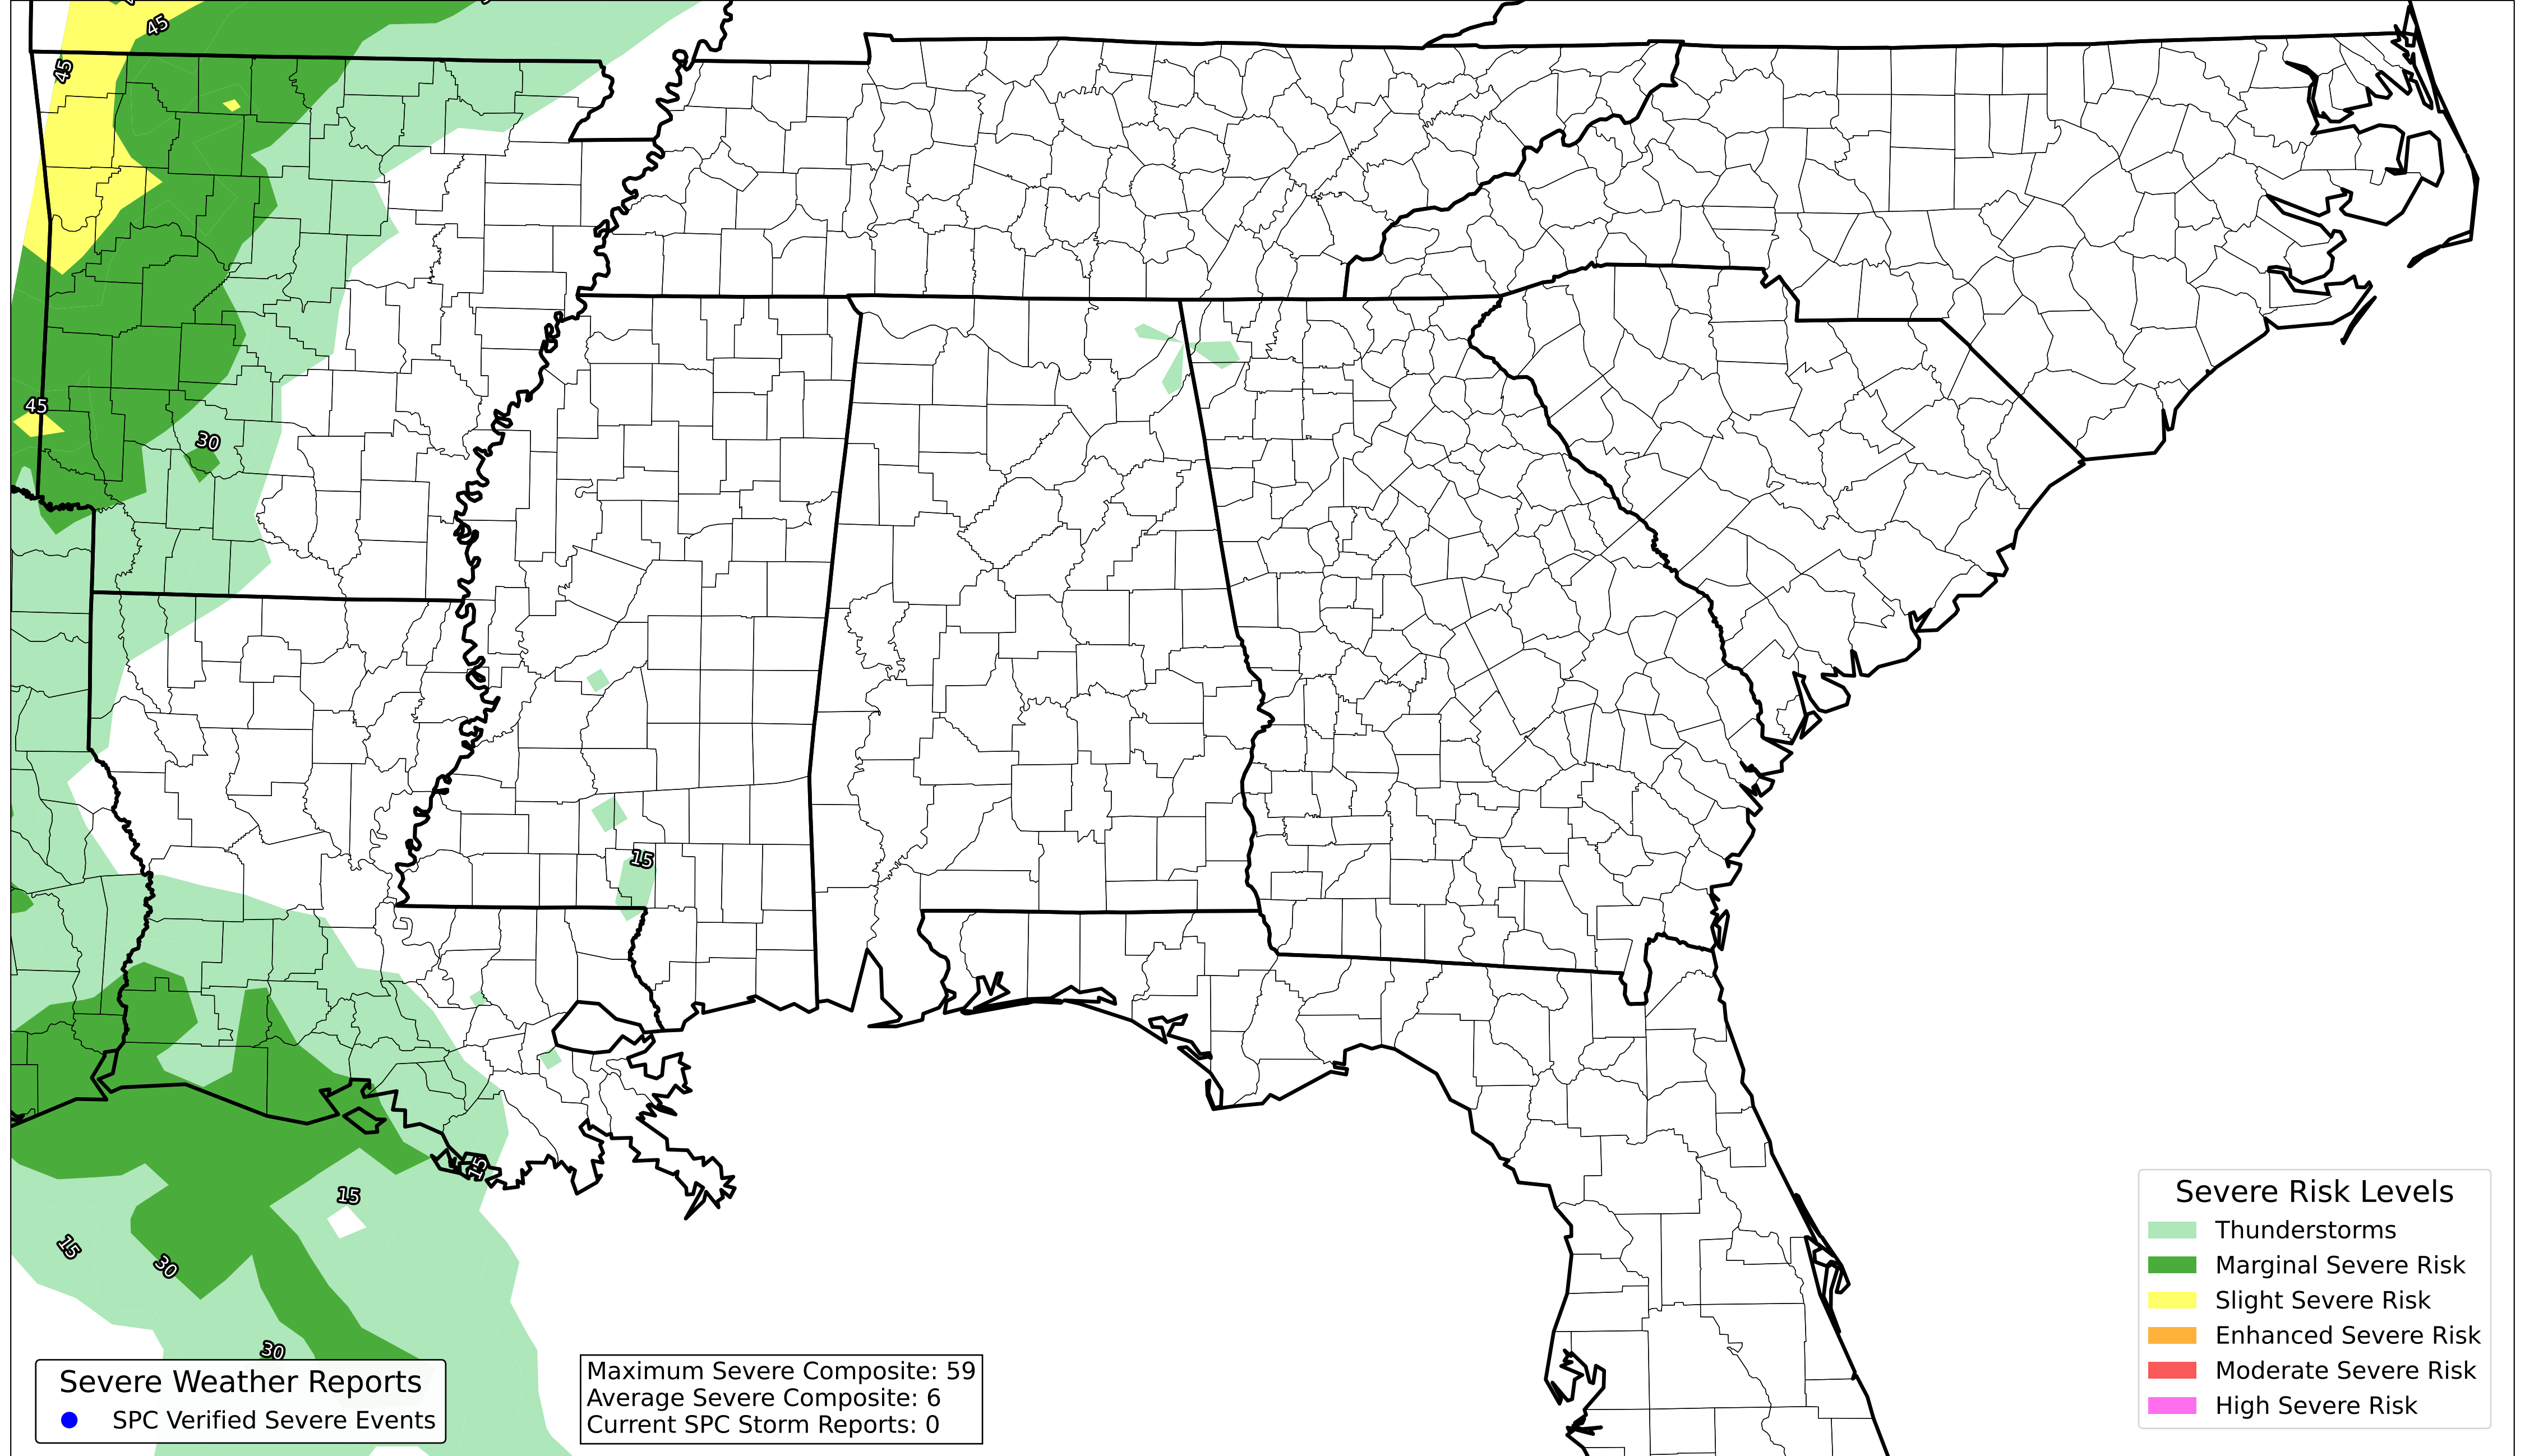 45
45
45
30
15
15
15
15
30
30
Severe Weather Reports
SPC Verified Severe Events
Maximum Severe Composite: 59
Average Severe Composite: 6
Current SPC Storm Reports: 0
Severe Risk Levels
Thunderstorms
Marginal Severe Risk
Slight Severe Risk
Enhanced Severe Risk
Moderate Severe Risk
High Severe Risk